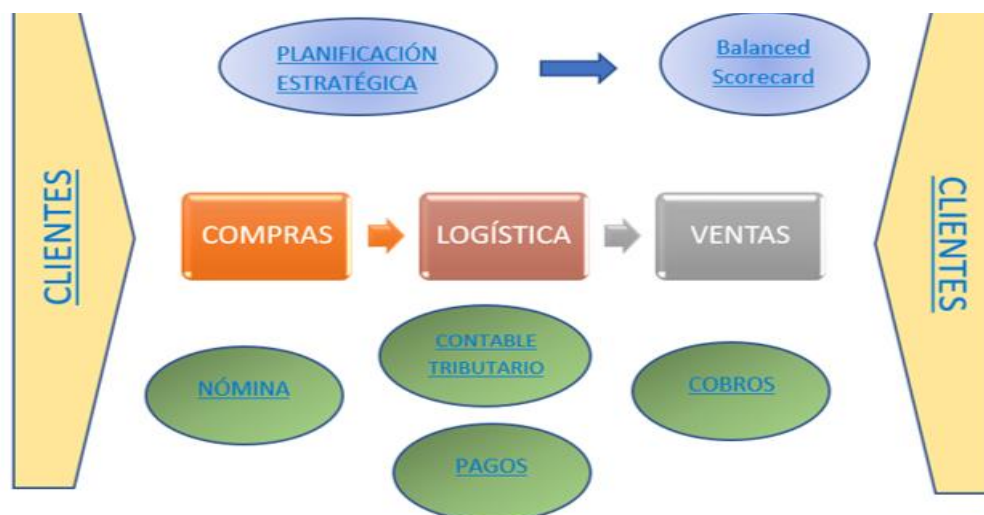 PLANIFICACIÓN
ESTRATÉGICA
Balanced
Scorecard
CLIENTES
COMPRAS
LOGÍSTICA
VENTAS
CLIENTES
NÓMINA
CONTABLE
TRIBUTARIO
COBROS
PAGOS